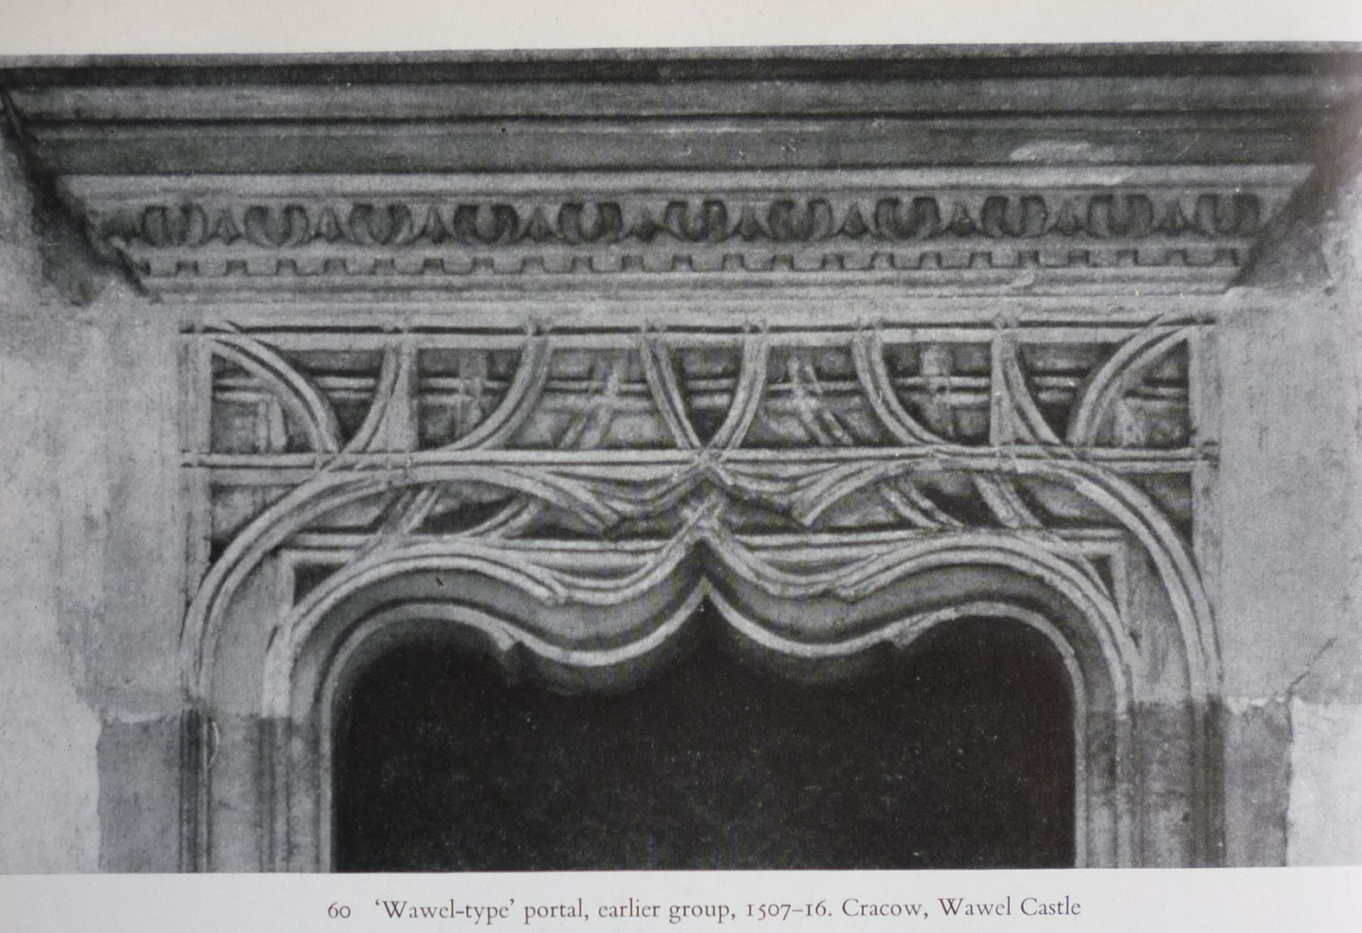 60 ‘Wawel-type’ portal, earlier group, 1507–16. Cracow, Wawel Castle